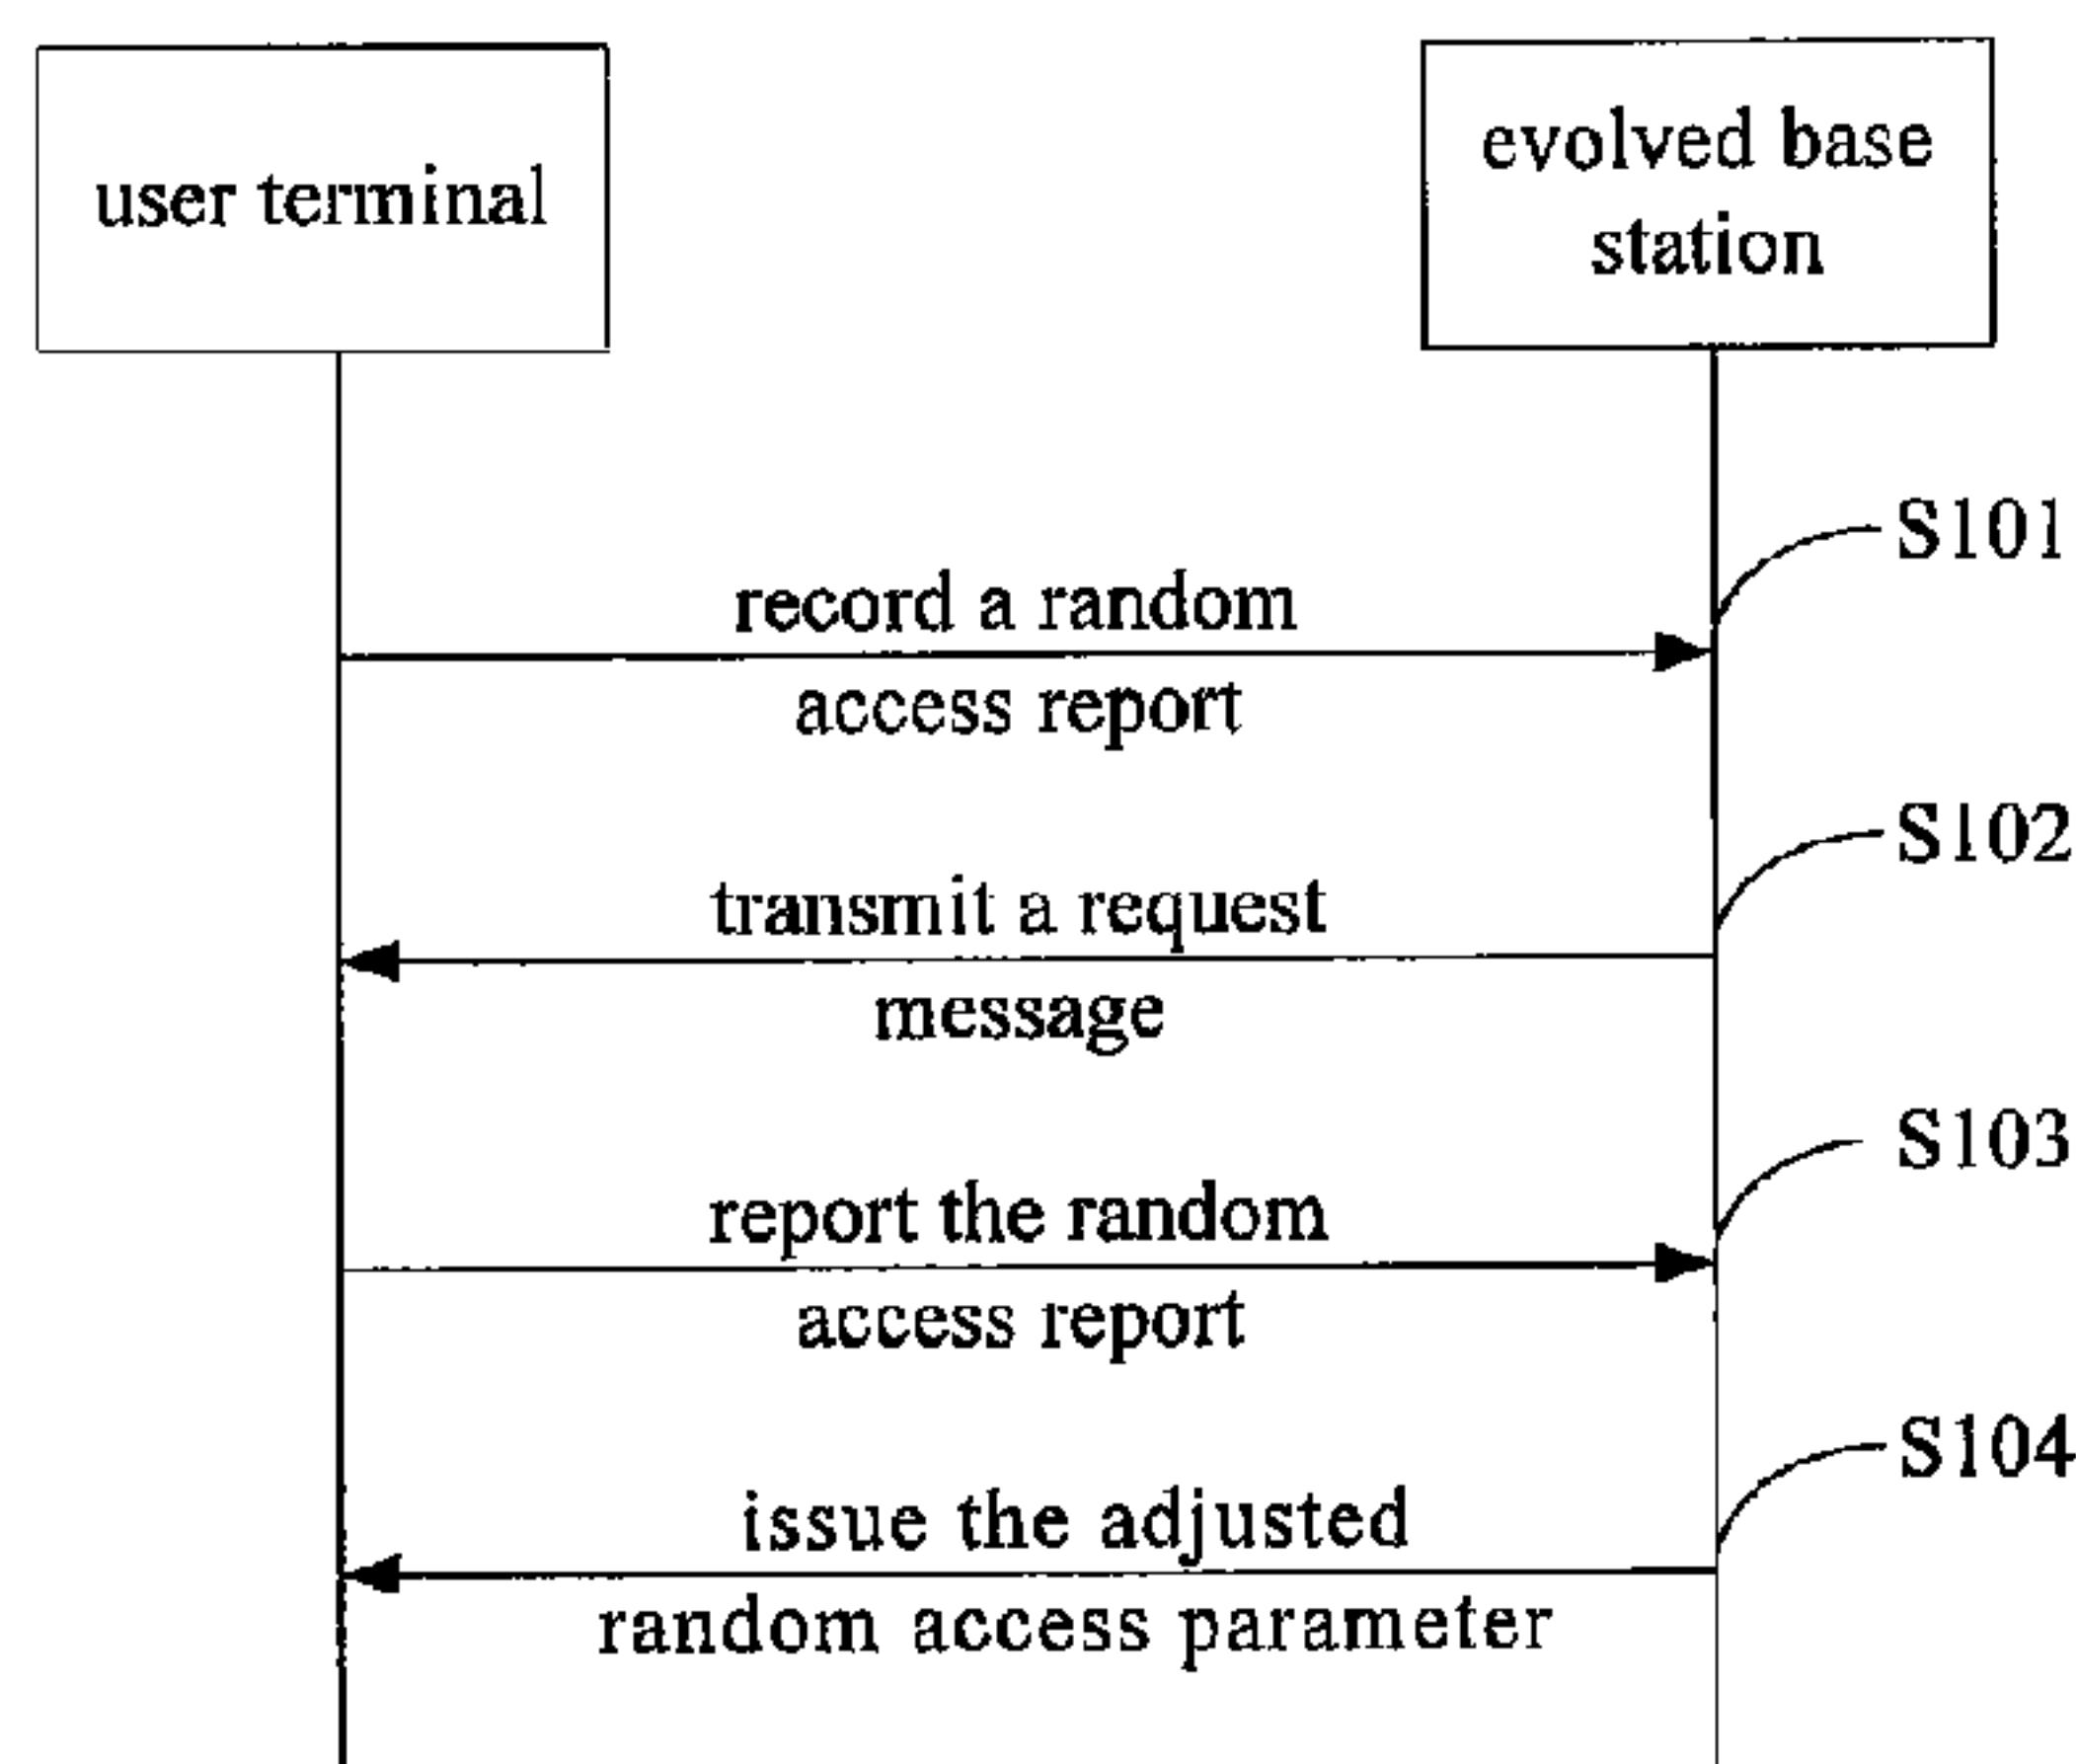 user terminal
evolved base
station
S101
record a random
access report
S102
transmit a request
message
S103
report the random
access report
S104
issue the adjusted
random access parameter